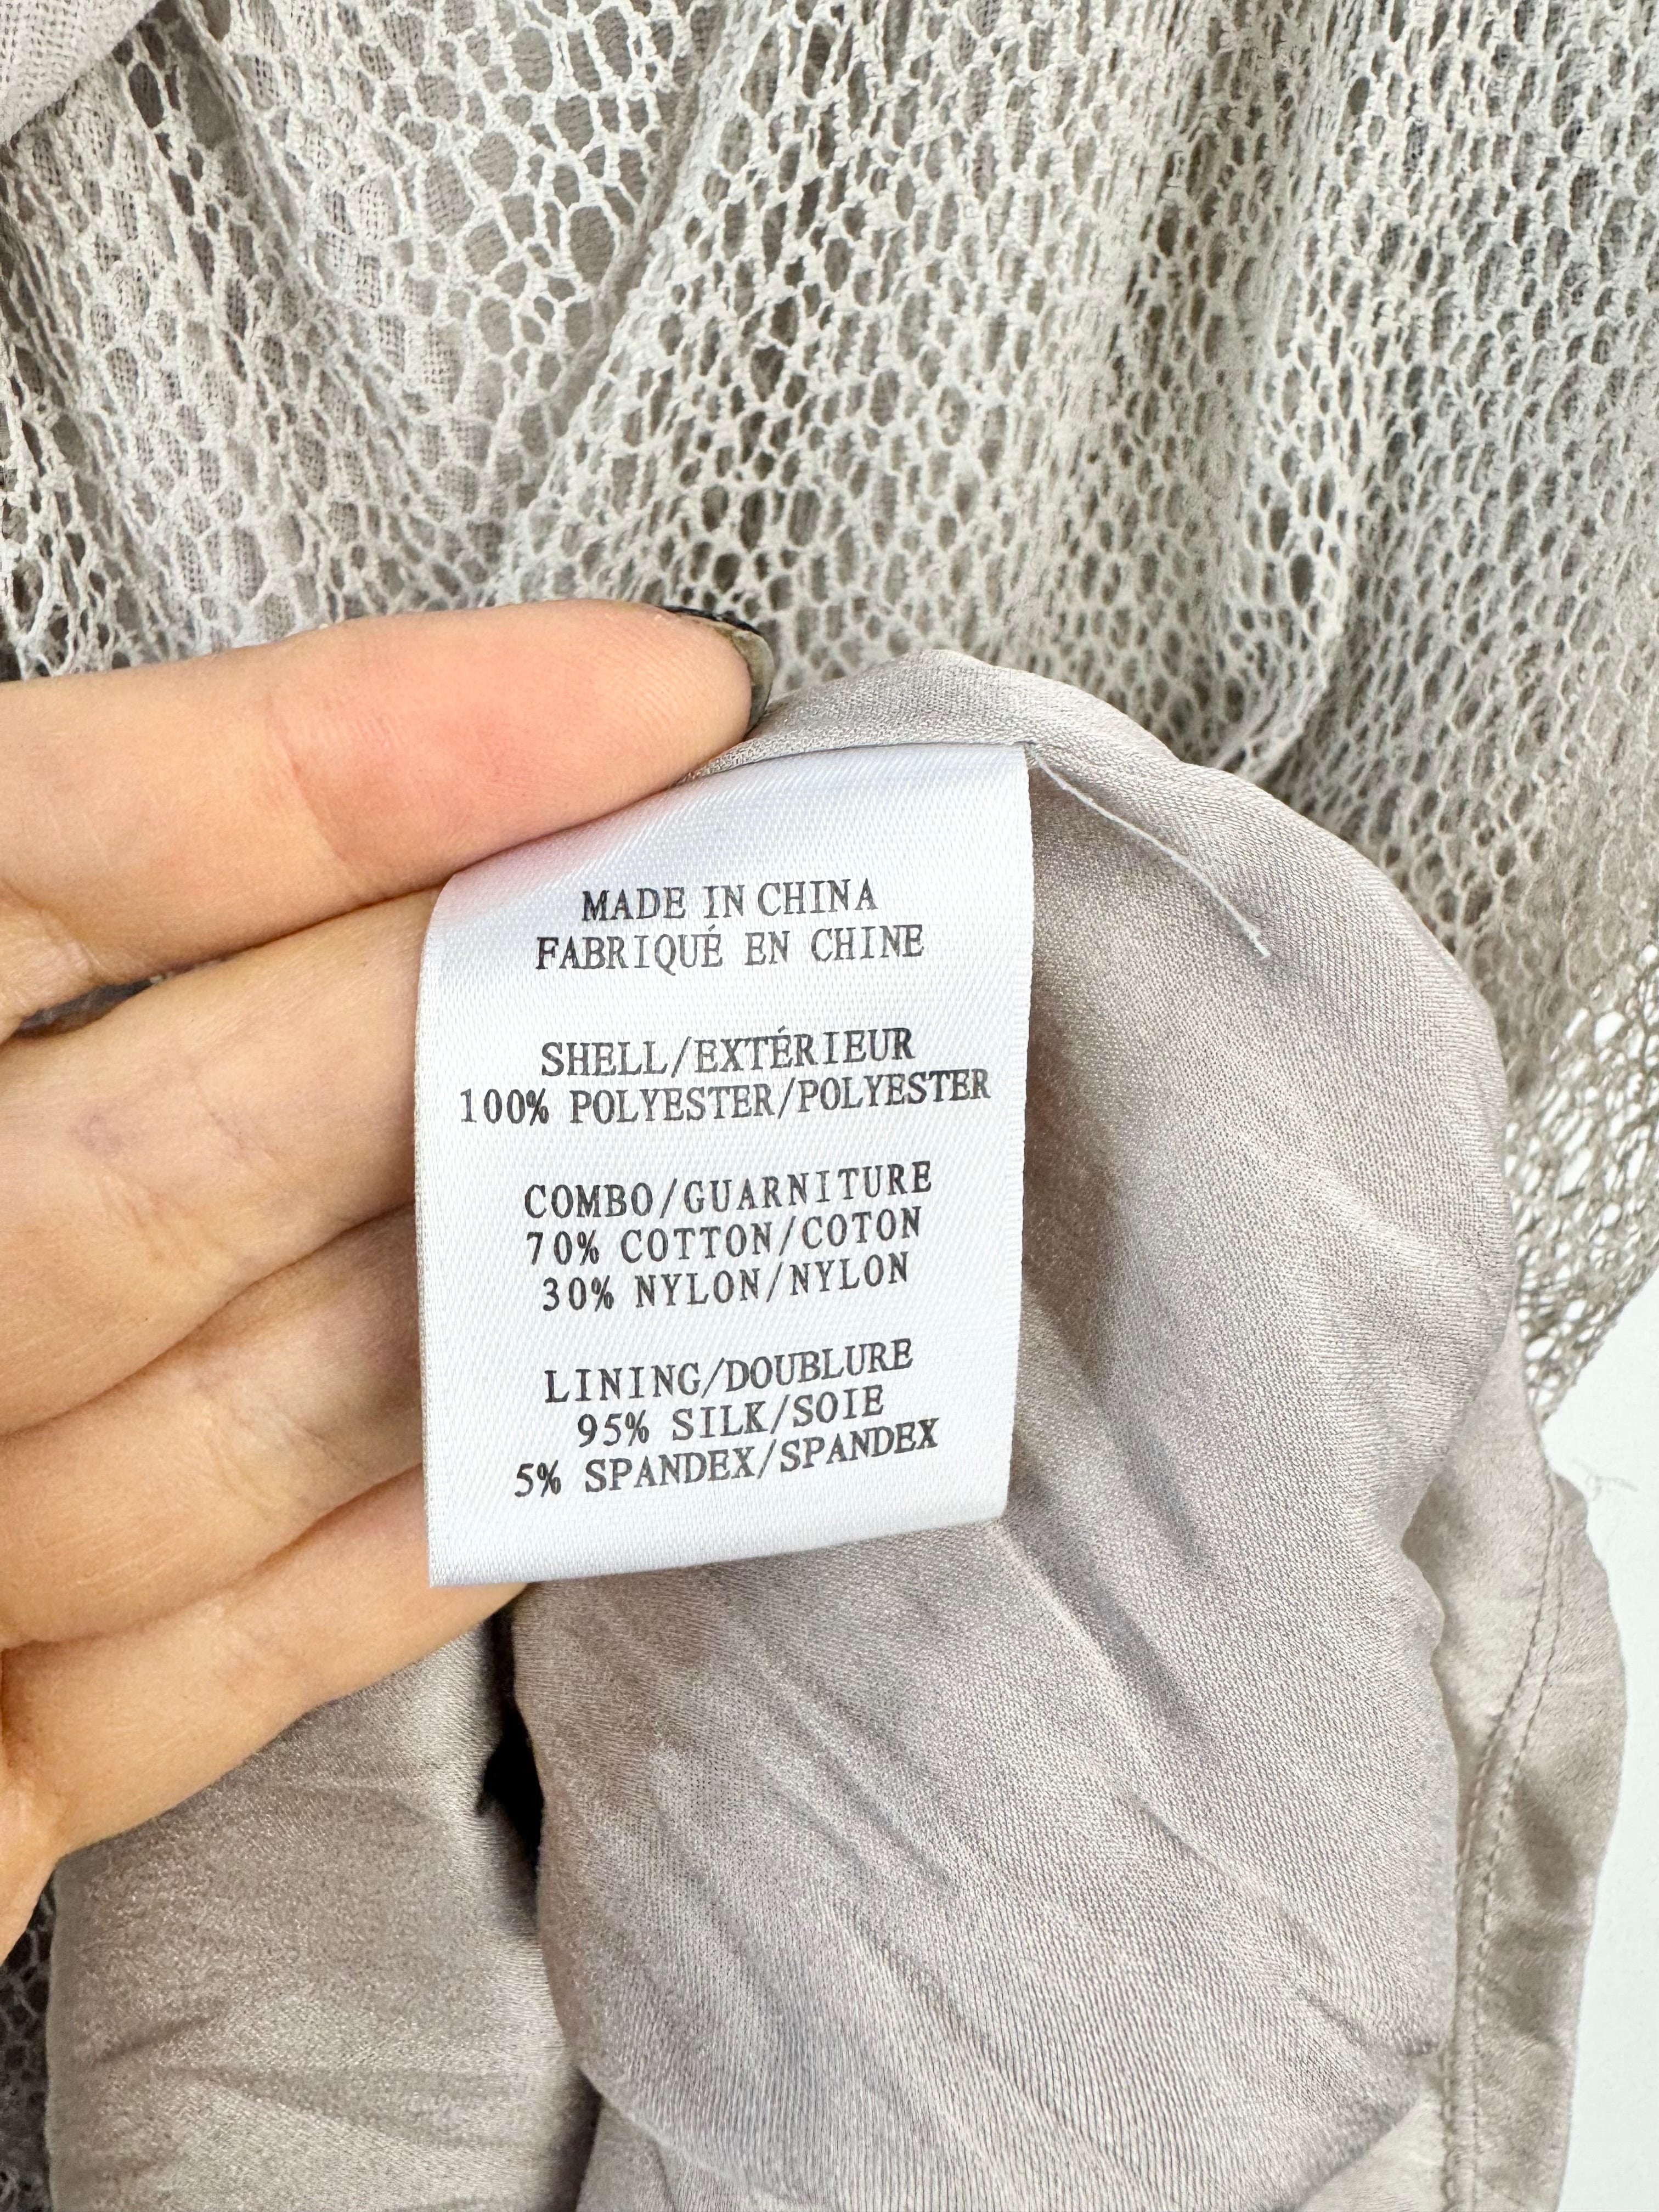 MADE IN CHINA
FABRIQUÉ EN CHINE
SHELL/EXTÉRIEUR
100% POLYESTER/POLYESTER
COMBO/GUARNITURE
70% COTTON/COTON
30% NYLON/NYLON
LINING/DOUBLURE
95% SILK/SOIE
5% SPANDEX/SPANDEX